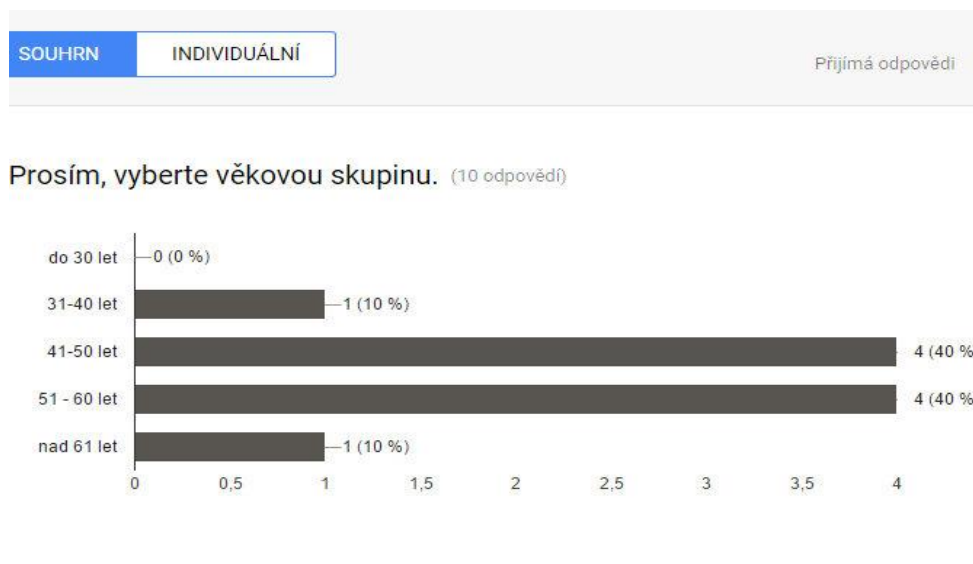 SOUHRN INDIVIDUÁLNÍ
Přijímá odpovědi
Prosím, vyberte věkovou skupinu. (10 odpovědí)
do 30 let 0 (0 %)
31-40 let 1 (10 %)
41-50 let 4 (40 %
51 - 60 let 4 (40 %
nad 61 let 1 (10 %)
0 0,5 1 1,5 2 2,5 3 3,5 4